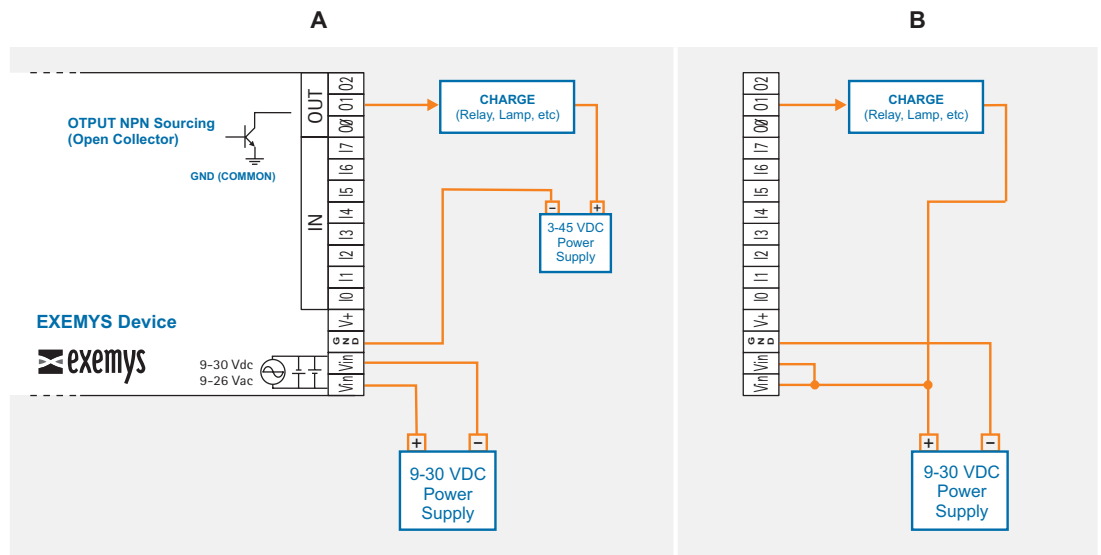 A
OUT
O2
O1
OØ
CHARGE
(Relay, Lamp, etc)
OTPUT NPN Sourcing
(Open Collector)
GND (COMMON)
IN
I7
I6
I5
I4
I3
I2
I1
I0
V+
GND
Vin
Vin
−
+
3-45 VDC
Power
Supply
EXEMYS Device
exemys
9-30 Vdc
9-26 Vac
+
−
9-30 VDC
Power
Supply
B
O2
O1
OØ
CHARGE
(Relay, Lamp, etc)
I7
I6
I5
I4
I3
I2
I1
I0
V+
GND
Vin
Vin
+
−
9-30 VDC
Power
Supply